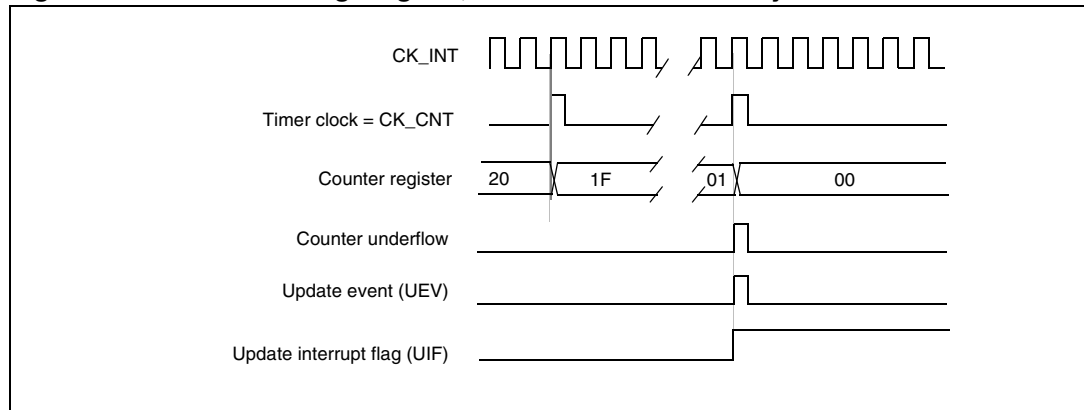 CK_INT
Timer clock = CK_CNT
Counter register 20 1F 01 00
Counter underflow
Update event (UEV)
Update interrupt flag (UIF)